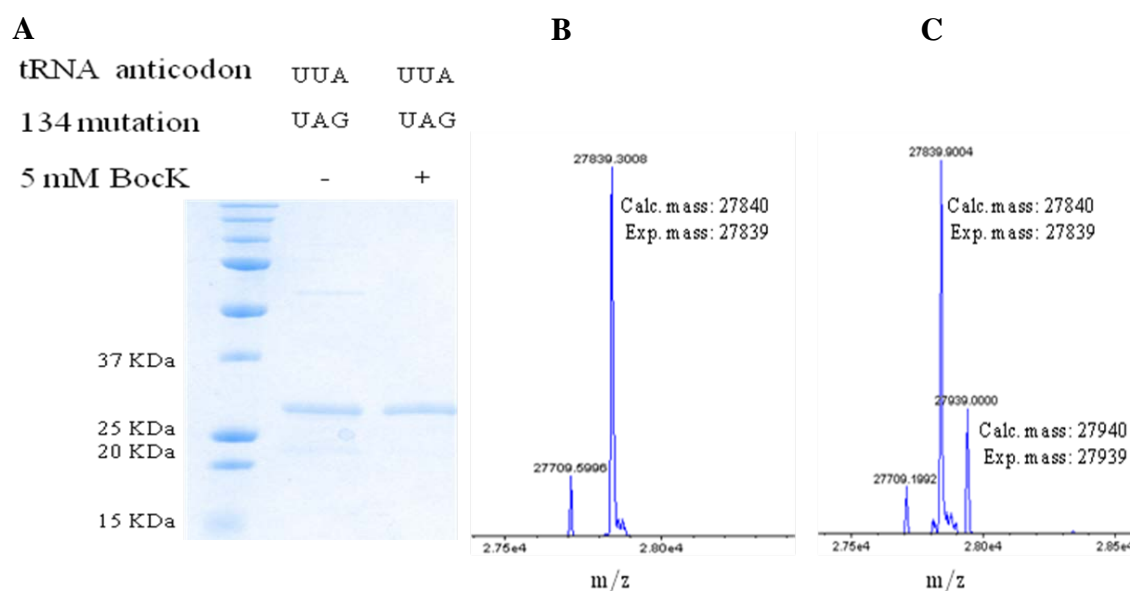 A
B
C
tRNA anticodon UUA UUA
134 mutation UAG UAG
5 mM BocK - +
37 KDa
25 KDa
20 KDa
15 KDa
27839.3008
Calc. mass: 27840
Exp. mass: 27839
27709.5996
2.75e4 2.80e4
m/z
27839.9004
Calc. mass: 27840
Exp. mass: 27839
27939.0000
Calc. mass: 27940
Exp. mass: 27939
27709.1992
2.75e4 2.80e4 2.85e4
m/z